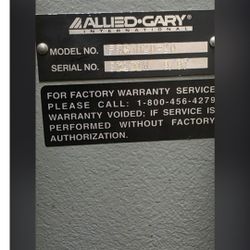 ALLIED·GARY
INTERNATIONAL
MODEL NO.
SERIAL NO.
FOR FACTORY WARRANTY SERVICE
PLEASE CALL: 1-800-456-4279
WARRANTY VOIDED; IF SERVICE IS
PERFORMED WITHOUT FACTORY
AUTHORIZATION.